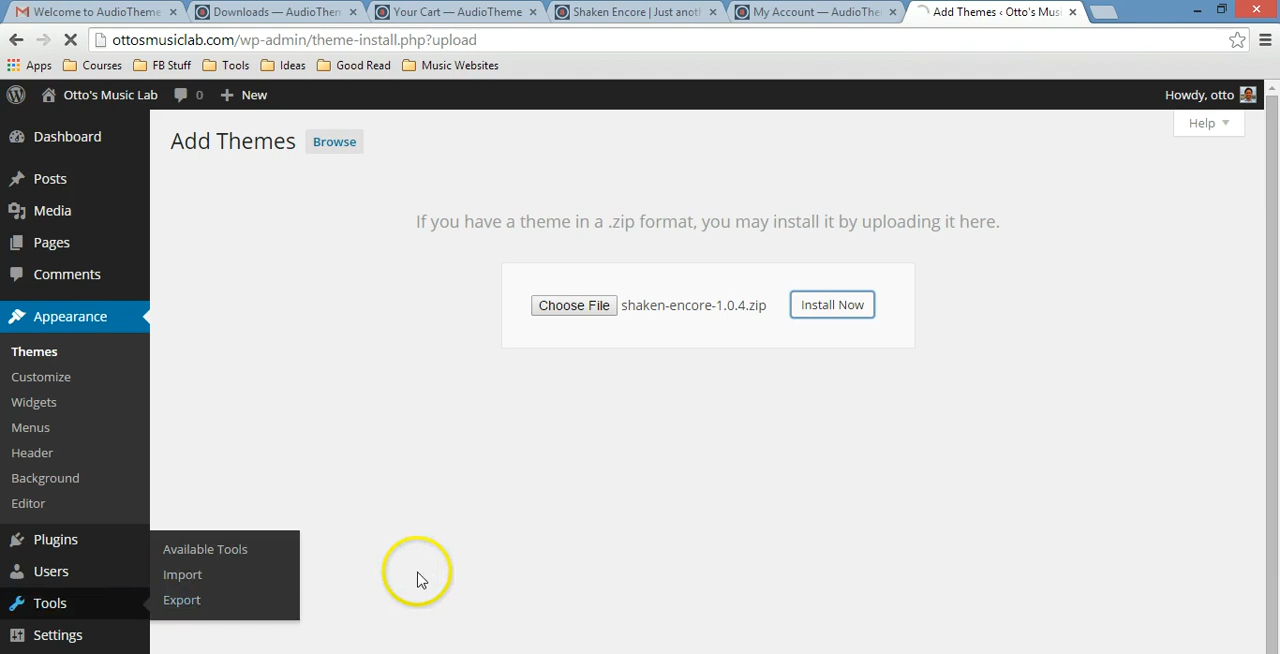 Welcome to AudioTheme Downloads — AudioThem Your Cart — AudioTheme Shaken Encore | Just anot My Account — AudioThe Add Themes ‹ Otto's Musi
ottosmusiclab.com/wp-admin/theme-install.php?upload
Apps Courses FB Stuff Tools Ideas Good Read Music Websites
Otto's Music Lab 0 New Howdy, otto
Help
Add Themes Browse
Dashboard
Posts
Media
Pages
Comments
Appearance
Themes
Customize
Widgets
Menus
Header
Background
Editor
Plugins
Users
Tools
Settings
Available Tools
Import
Export
If you have a theme in a .zip format, you may install it by uploading it here.
Choose File shaken-encore-1.0.4.zip Install Now